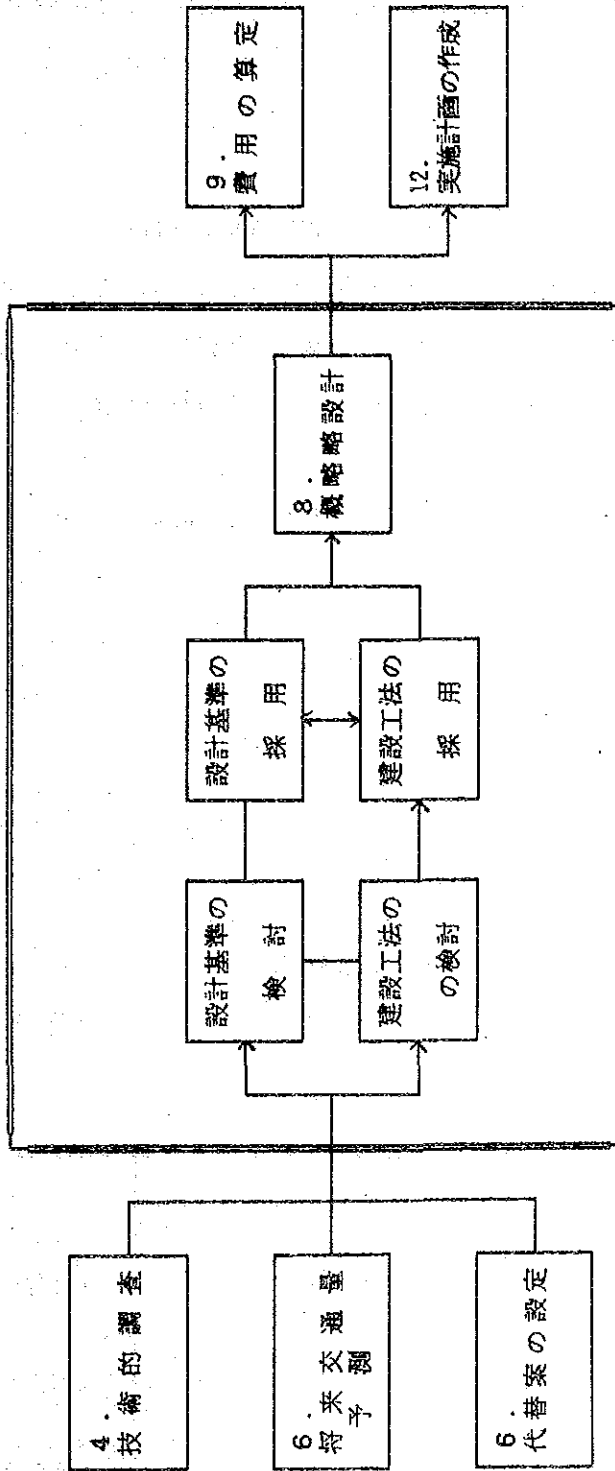 4.
技術的調査
6.
将来交通量
予測
6.
代替案の設定
設計基準の
検討
建設工法の
の検討
設計基準の
採用
建設工法の
採用
8.
概略略設計
9.
費用の算定
12.
実施計画の作成